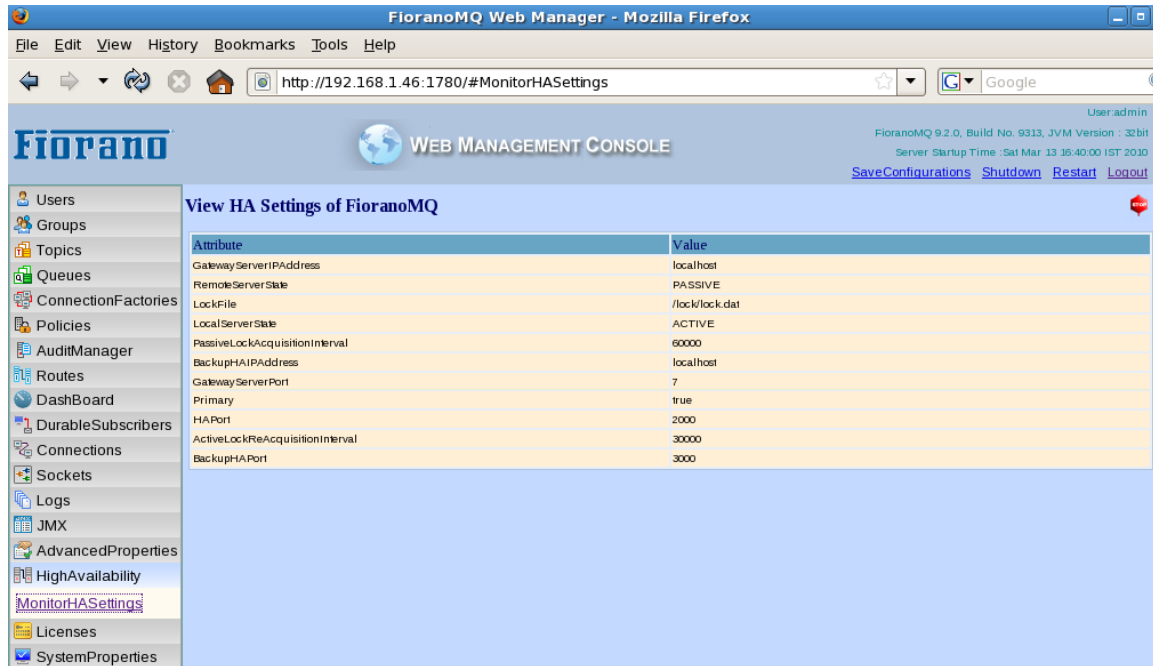 FioranoMQ Web Manager - Mozilla Firefox
File Edit View History Bookmarks Tools Help
http://192.168.1.46:1780/#MonitorHASettings
G Google
User:admin
Fiorano
WEB MANAGEMENT CONSOLE
FioranoMQ 9.2.0, Build No. 9313, JVM Version : 32bit
Server Startup Time :Sat Mar 13 16:40:00 IST 2010
SaveConfigurations Shutdown Restart Logout
Users
Groups
Topics
Queues
ConnectionFactories
Policies
AuditManager
Routes
DashBoard
DurableSubscribers
Connections
Sockets
Logs
JMX
AdvancedProperties
HighAvailability
MonitorHASettings
Licenses
SystemProperties
View HA Settings of FioranoMQ
STOP
Attribute Value
GatewayServerIPAddress localhost
RemoteServerState PASSIVE
LockFile /lock/lock.dat
LocalServerState ACTIVE
PassiveLockAcquisitionInterval 60000
BackupHAIPAddress localhost
GatewayServerPort 7
Primary true
HAPort 2000
ActiveLockReAcquisitionInterval 30000
BackupHAPort 3000